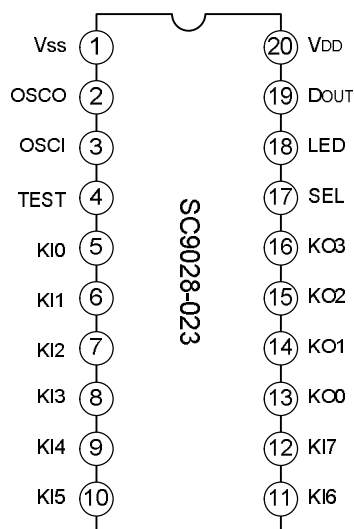 Vss 1 20 VDD
OSCO 2 19 DOUT
OSCI 3 18 LED
TEST 4 17 SEL
KI0 5 16 KO3
KI1 6 15 KO2
KI2 7 14 KO1
KI3 8 13 KO0
KI4 9 12 KI7
KI5 10 11 KI6
SC9028-023